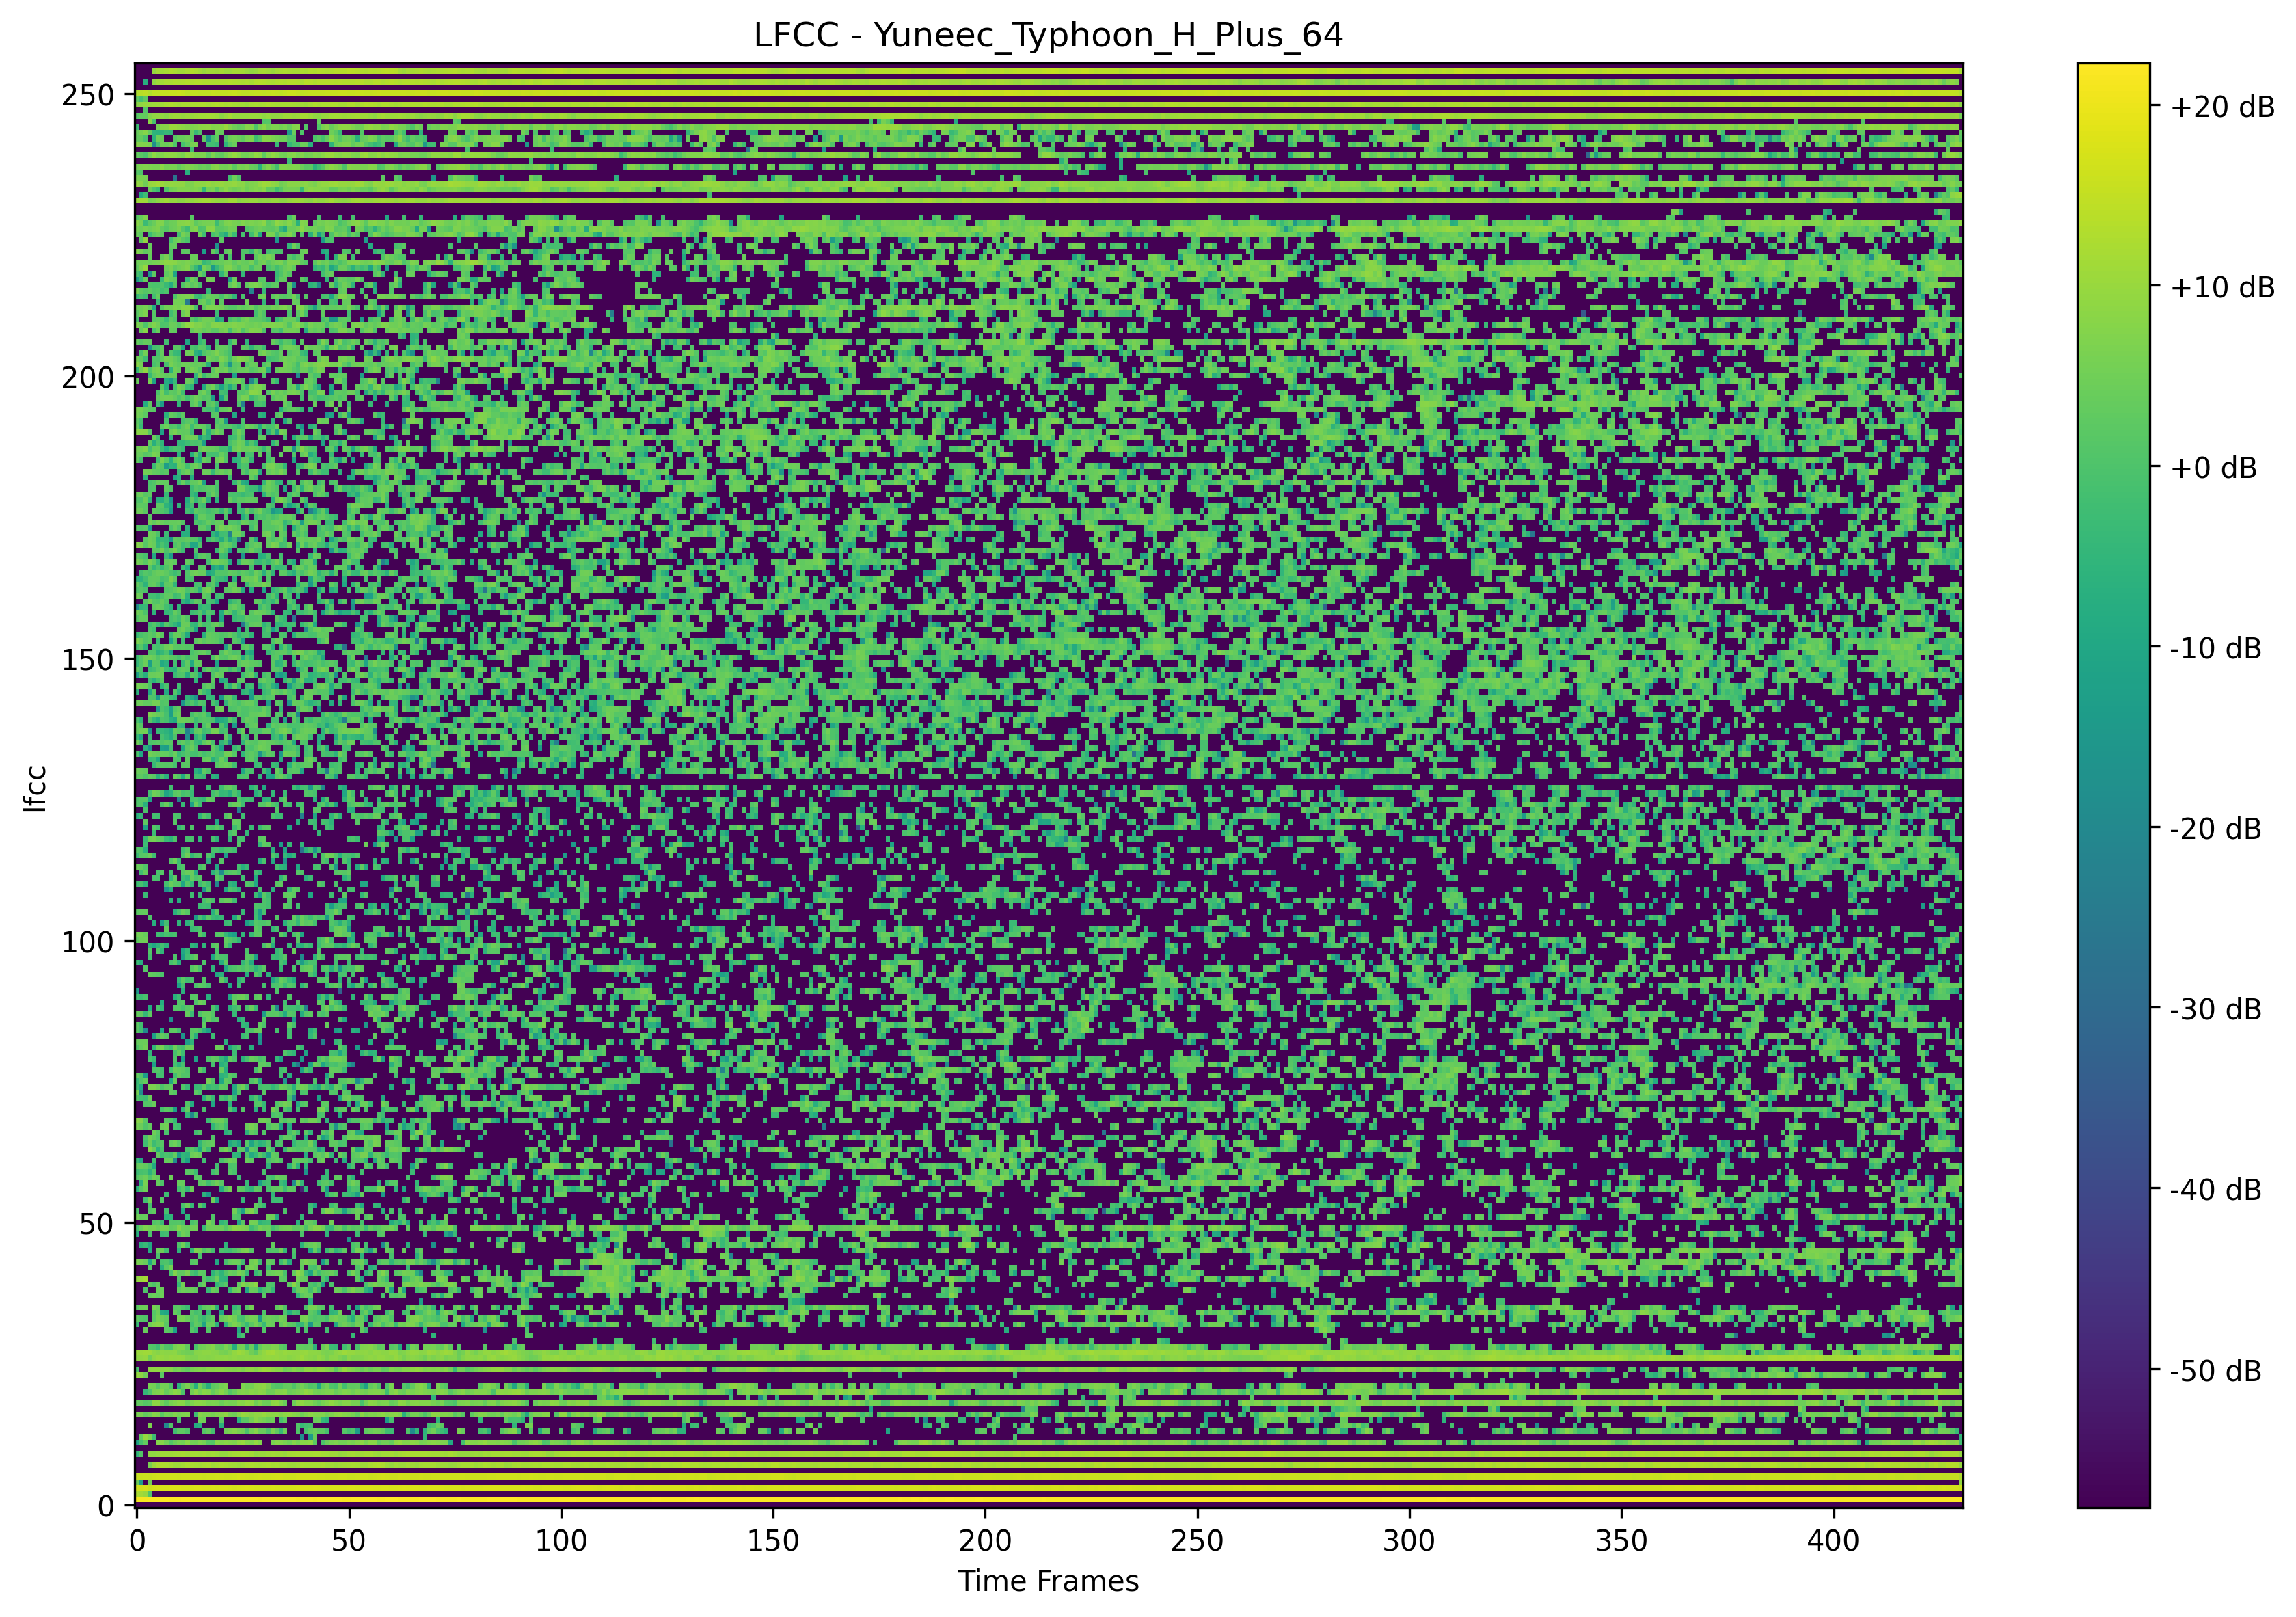 LFCC - Yuneec_Typhoon_H_Plus_64
250
200
150
100
50
0
lfcc
0 50 100 150 200 250 300 350 400
Time Frames
+20 dB
+10 dB
+0 dB
-10 dB
-20 dB
-30 dB
-40 dB
-50 dB